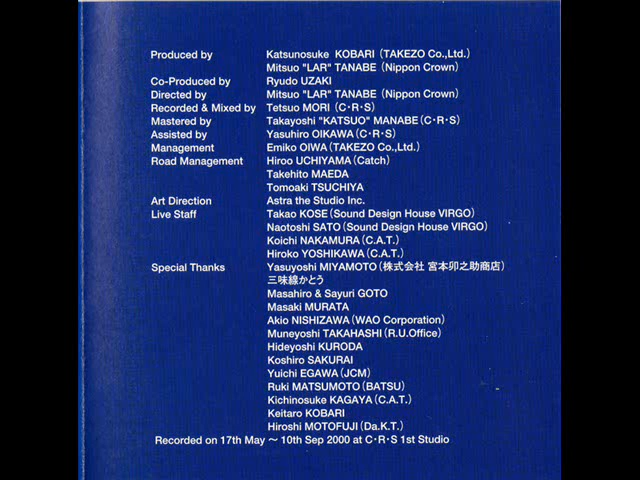 Produced by Katsunosuke KOBARI (TAKEZO Co.,Ltd.)
Mitsuo "LAR" TANABE (Nippon Crown)
Co-Produced by Ryudo UZAKI
Directed by Mitsuo "LAR" TANABE (Nippon Crown)
Recorded & Mixed by Tetsuo MORI (C・R・S)
Mastered by Takayoshi "KATSUO" MANABE (C・R・S)
Assisted by Yasuhiro OIKAWA (C・R・S)
Management Emiko OIWA (TAKEZO Co.,Ltd.)
Road Management Hiroo UCHIYAMA (Catch)
Takehito MAEDA
Tomoaki TSUCHIYA
Art Direction Astra the Studio Inc.
Live Staff Takao KOSE (Sound Design House VIRGO)
Naotoshi SATO (Sound Design House VIRGO)
Koichi NAKAMURA (C.A.T.)
Hiroko YOSHIKAWA (C.A.T.)
Special Thanks Yasuyoshi MIYAMOTO (株式会社 宮本卯之助商店)
三味線かとう
Masahiro & Sayuri GOTO
Masaki MURATA
Akio NISHIZAWA (WAO Corporation)
Muneyoshi TAKAHASHI (R.U.Office)
Hideyoshi KURODA
Koshiro SAKURAI
Yuichi EGAWA (JCM)
Ruki MATSUMOTO (BATSU)
Kichinosuke KAGAYA (C.A.T.)
Keitaro KOBARI
Hiroshi MOTOFUJI (Da.K.T.)
Recorded on 17th May ～ 10th Sep 2000 at C・R・S 1st Studio